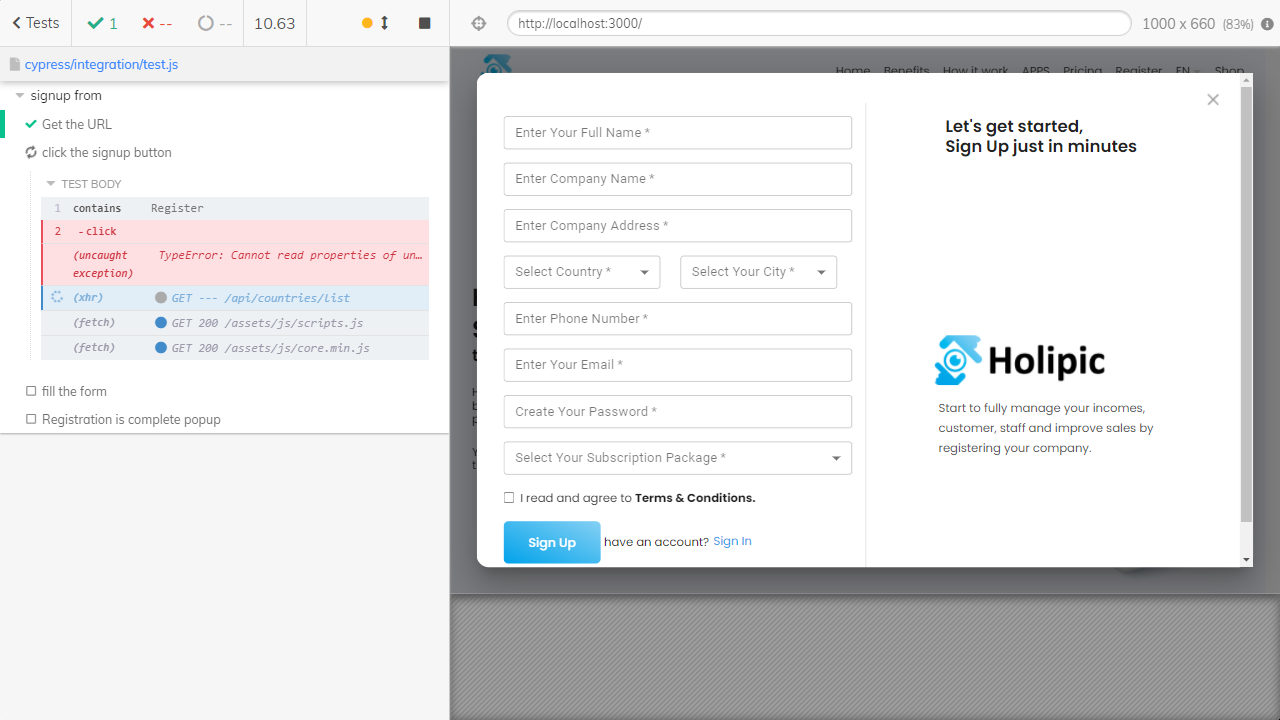 Tests
1
--
--
10.63
http://localhost:3000/
1000 x 660 (83%)
cypress/integration/test.js
signup from
Get the URL
click the signup button
TEST BODY
1 contains Register
2 -click
(uncaught exception) TypeError: Cannot read properties of un…
(xhr) GET --- /api/countries/list
(fetch) GET 200 /assets/js/scripts.js
(fetch) GET 200 /assets/js/core.min.js
fill the form
Registration is complete popup
Home Benefits How it work APPS Pricing Register EN Shop
Enter Your Full Name *
Enter Company Name *
Enter Company Address *
Select Country * Select Your City *
Enter Phone Number *
Enter Your Email *
Create Your Password *
Select Your Subscription Package *
I read and agree to Terms & Conditions.
Sign Up have an account? Sign In
Let's get started,
Sign Up just in minutes
Holipic
Start to fully manage your incomes,
customer, staff and improve sales by
registering your company.